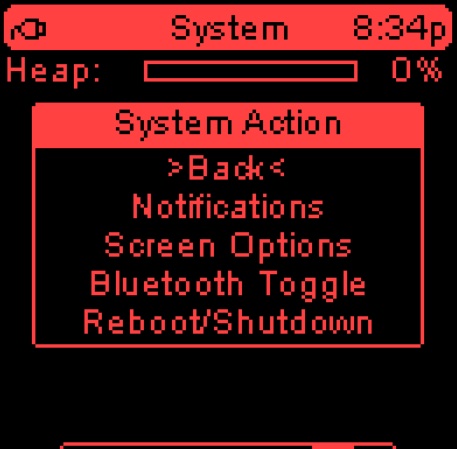 System 8:34p
Heap: 0%
System Action
>Back<
Notifications
Screen Options
Bluetooth Toggle
Reboot/Shutdown